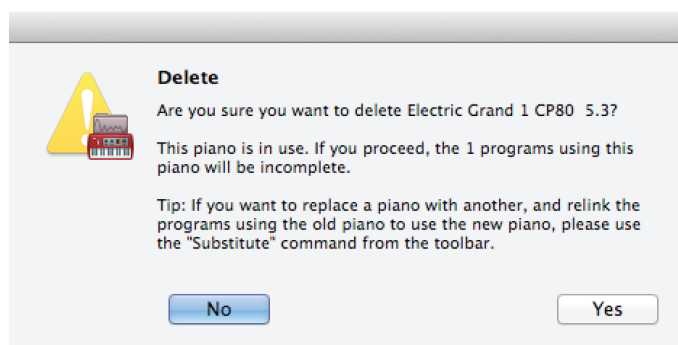 Delete
Are you sure you want to delete Electric Grand 1 CP80  5.3?
This piano is in use. If you proceed, the 1 programs using this
piano will be incomplete.
Tip: If you want to replace a piano with another, and relink the
programs using the old piano to use the new piano, please use
the "Substitute" command from the toolbar.
No
Yes